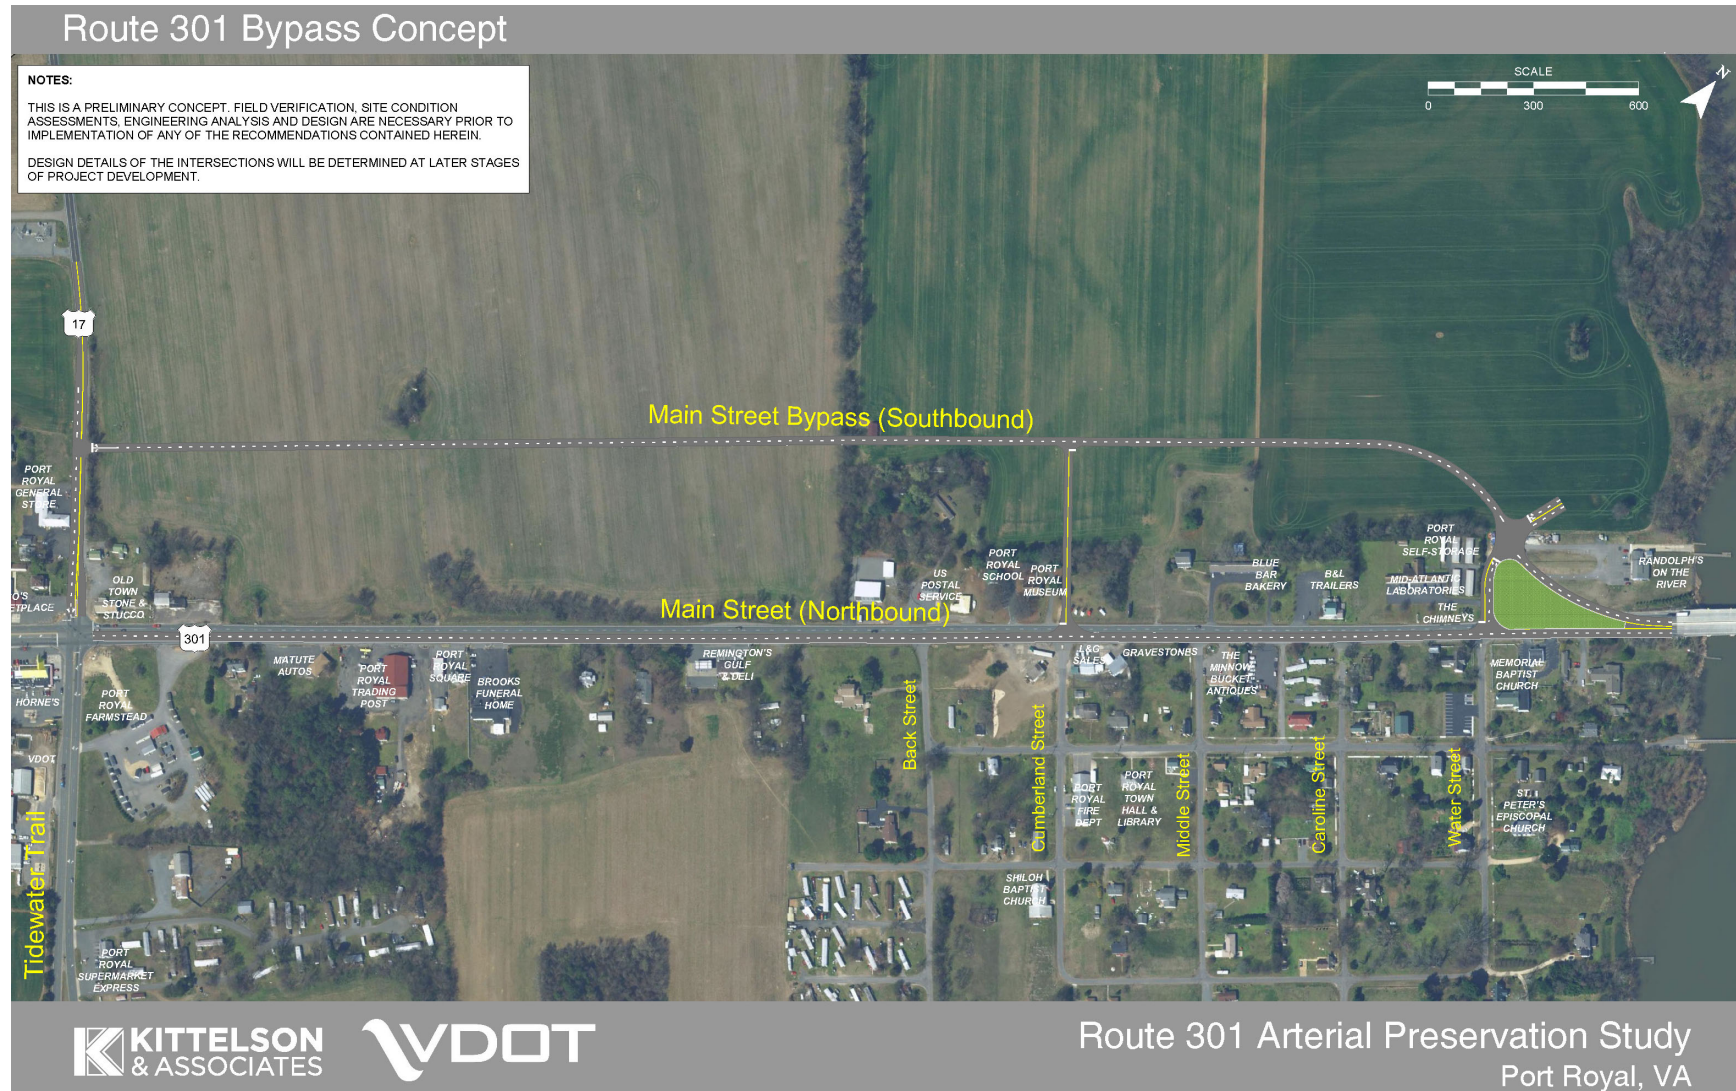 Route 301 Bypass Concept
NOTES:
THIS IS A PRELIMINARY CONCEPT. FIELD VERIFICATION, SITE CONDITION
ASSESSMENTS, ENGINEERING ANALYSIS AND DESIGN ARE NECESSARY PRIOR TO
IMPLEMENTATION OF ANY OF THE RECOMMENDATIONS CONTAINED HEREIN.
DESIGN DETAILS OF THE INTERSECTIONS WILL BE DETERMINED AT LATER STAGES
OF PROJECT DEVELOPMENT.
SCALE
0 300 600
N
17
Main Street Bypass (Southbound)
PORT
ROYAL
GENERAL
STORE
OLD
TOWN
STONE &
STUCCO
O'S
ETPLACE
301
Main Street (Northbound)
US
POSTAL
SERVICE
PORT
ROYAL
SCHOOL
PORT
ROYAL
MUSEUM
BLUE
BAR
BAKERY
B&L
TRAILERS
PORT
ROYAL
SELF-STORAGE
MID-ATLANTIC
LABORATORIES
THE
CHIMNEYS
RANDOLPH'S
ON THE
RIVER
HORNE'S
VDOT
PORT
ROYAL
FARMSTEAD
MATUTE
AUTOS
PORT
ROYAL
TRADING
POST
PORT
ROYAL
SQUARE
BROOKS
FUNERAL
HOME
REMINGTON'S
GULF
& DELI
L&G
SALES
GRAVESTONES
THE
MINNOW
BUCKET
ANTIQUES
MEMORIAL
BAPTIST
CHURCH
Back Street
Cumberland Street
Middle Street
Caroline Street
Water Street
PORT
ROYAL
FIRE
DEPT
PORT
ROYAL
TOWN
HALL &
LIBRARY
ST.
PETER'S
EPISCOPAL
CHURCH
SHILOH
BAPTIST
CHURCH
Tidewater Trail
PORT
ROYAL
SUPERMARKET
EXPRESS
KITTELSON
& ASSOCIATES
VDOT
Route 301 Arterial Preservation Study
Port Royal, VA